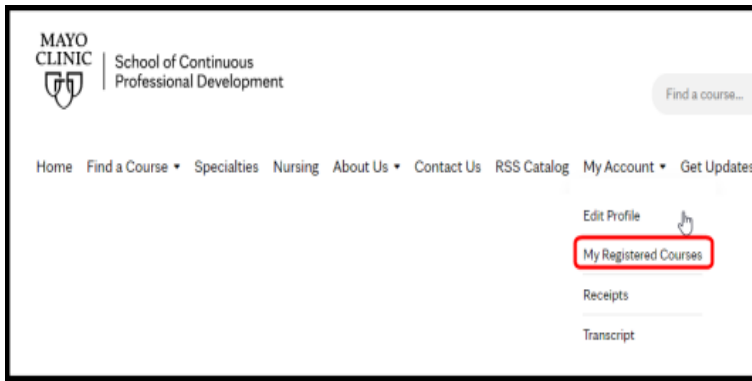 MAYO
CLINIC
School of Continuous
Professional Development
Find a course...
Home Find a Course Specialties Nursing About Us Contact Us RSS Catalog My Account Get Updates
Edit Profile
My Registered Courses
Receipts
Transcript